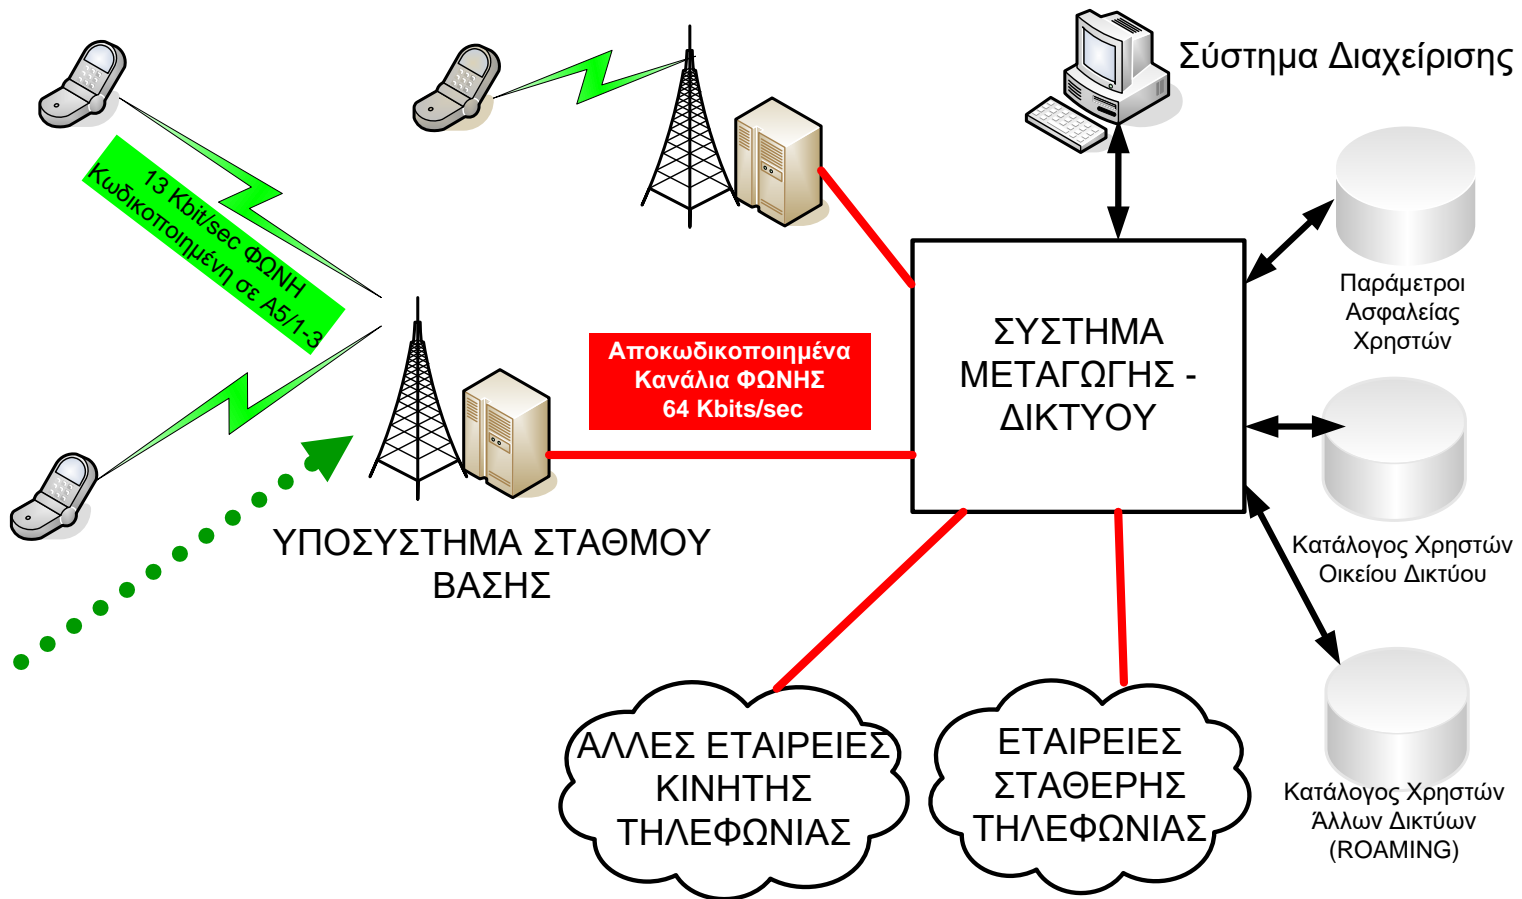 Σύστημα Διαχείρισης
13 Kbit/sec ΦΩΝΗ
Κωδικοποιημένη σε A5/1-3
Παράμετροι
Ασφαλείας
Χρηστών
ΣΥΣΤΗΜΑ
ΜΕΤΑΓΩΓΗΣ -
ΔΙΚΤΥΟΥ
Αποκωδικοποιημένα
Κανάλια ΦΩΝΗΣ
64 Kbits/sec
ΥΠΟΣΥΣΤΗΜΑ ΣΤΑΘΜΟΥ
ΒΑΣΗΣ
Κατάλογος Χρηστών
Οικείου Δικτύου
ΑΛΛΕΣ ΕΤΑΙΡΕΙΕΣ
ΚΙΝΗΤΗΣ
ΤΗΛΕΦΩΝΙΑΣ
ΕΤΑΙΡΕΙΕΣ
ΣΤΑΘΕΡΗΣ
ΤΗΛΕΦΩΝΙΑΣ
Κατάλογος Χρηστών
Άλλων Δικτύων
(ROAMING)